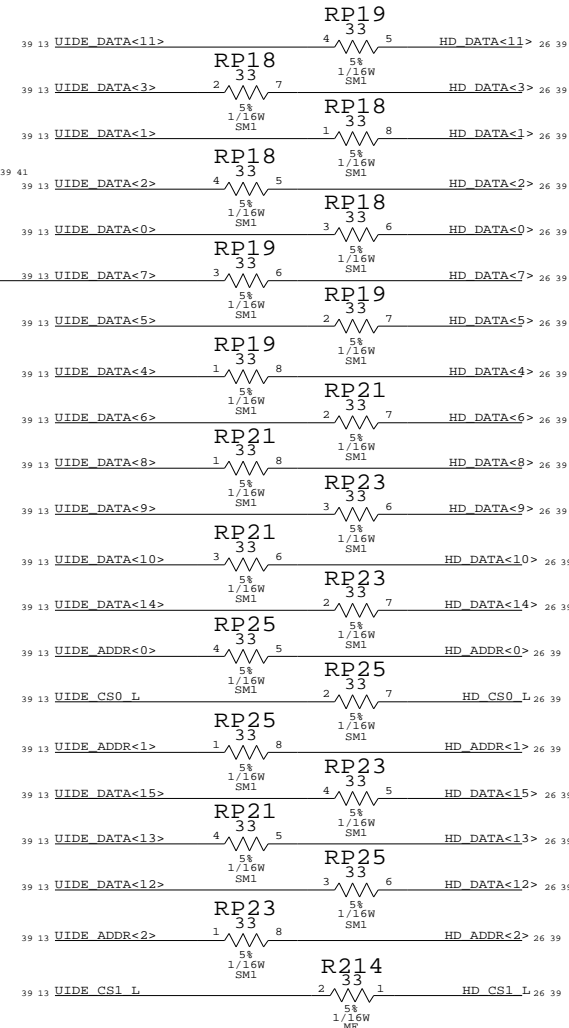 RP19
33
39 13 UIDE_DATA<11> 4 5 HD_DATA<11> 26 39
5%
1/16W
SM1
RP18
33
39 13 UIDE_DATA<3> 2 7 HD_DATA<3> 26 39
5%
1/16W
SM1
RP18
33
39 13 UIDE_DATA<1> 1 8 HD_DATA<1> 26 39
5%
1/16W
SM1
39 41
RP18
33
39 13 UIDE_DATA<2> 4 5 HD_DATA<2> 26 39
5%
1/16W
SM1
RP18
33
39 13 UIDE_DATA<0> 3 6 HD_DATA<0> 26 39
5%
1/16W
SM1
RP19
33
39 13 UIDE_DATA<7> 3 6 HD_DATA<7> 26 39
5%
1/16W
SM1
RP19
33
39 13 UIDE_DATA<5> 2 7 HD_DATA<5> 26 39
5%
1/16W
SM1
RP19
33
39 13 UIDE_DATA<4> 1 8 HD_DATA<4> 26 39
5%
1/16W
SM1
RP21
33
39 13 UIDE_DATA<6> 2 7 HD_DATA<6> 26 39
5%
1/16W
SM1
RP21
33
39 13 UIDE_DATA<8> 1 8 HD_DATA<8> 26 39
5%
1/16W
SM1
RP23
33
39 13 UIDE_DATA<9> 3 6 HD_DATA<9> 26 39
5%
1/16W
SM1
RP21
33
39 13 UIDE_DATA<10> 3 6 HD_DATA<10> 26 39
5%
1/16W
SM1
RP23
33
39 13 UIDE_DATA<14> 2 7 HD_DATA<14> 26 39
5%
1/16W
SM1
RP25
33
39 13 UIDE_ADDR<0> 4 5 HD_ADDR<0> 26 39
5%
1/16W
SM1
RP25
33
39 13 UIDE_CS0_L 2 7 HD_CS0_L 26 39
5%
1/16W
SM1
RP25
33
39 13 UIDE_ADDR<1> 1 8 HD_ADDR<1> 26 39
5%
1/16W
SM1
RP23
33
39 13 UIDE_DATA<15> 4 5 HD_DATA<15> 26 39
5%
1/16W
SM1
RP21
33
39 13 UIDE_DATA<13> 4 5 HD_DATA<13> 26 39
5%
1/16W
SM1
RP25
33
39 13 UIDE_DATA<12> 3 6 HD_DATA<12> 26 39
5%
1/16W
SM1
RP23
33
39 13 UIDE_ADDR<2> 1 8 HD_ADDR<2> 26 39
5%
1/16W
SM1
R214
33
39 13 UIDE_CS1_L 2 1 HD_CS1_L 26 39
5%
1/16W
MF